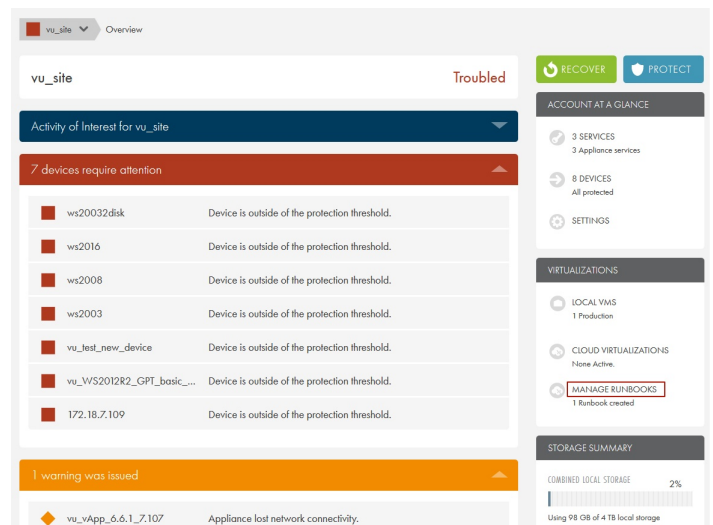 vu_site Overview
vu_site Troubled
RECOVER PROTECT
Activity of Interest for vu_site
7 devices require attention
ws20032disk Device is outside of the protection threshold.
ws2016 Device is outside of the protection threshold.
ws2008 Device is outside of the protection threshold.
ws2003 Device is outside of the protection threshold.
vu_test_new_device Device is outside of the protection threshold.
vu_WS2012R2_GPT_basic_... Device is outside of the protection threshold.
172.18.7.109 Device is outside of the protection threshold.
1 warning was issued
vu_vApp_6.6.1_7.107 Appliance lost network connectivity.
ACCOUNT AT A GLANCE
3 SERVICES
3 Appliance services
8 DEVICES
All protected
SETTINGS
VIRTUALIZATIONS
LOCAL VMS
1 Production
CLOUD VIRTUALIZATIONS
None Active.
MANAGE RUNBOOKS
1 Runbook created
STORAGE SUMMARY
COMBINED LOCAL STORAGE 2%
Using 98 GB of 4 TB local storage